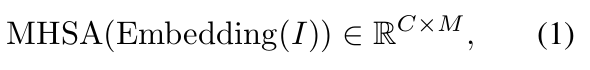 MHSA(Embedding(I)) ∈ ℝ^{C×M}, (1)